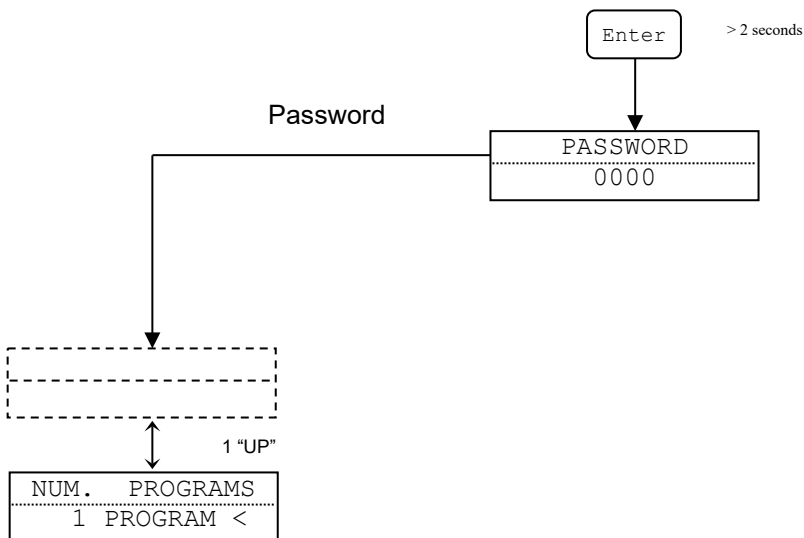 Enter
> 2 seconds
Password
PASSWORD
0000
1 “UP”
NUM. PROGRAMS
1 PROGRAM <